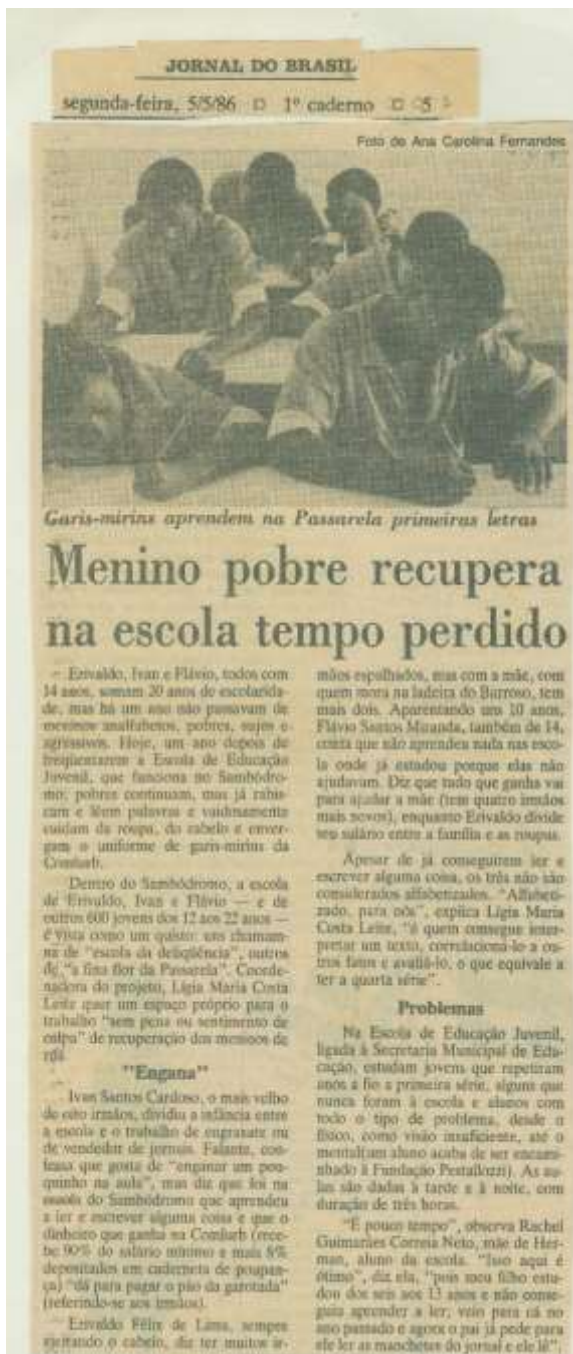 JORNAL DO BRASIL
segunda-feira, 5/5/86 □ 1º caderno □ 5
Foto de Ana Carolina Fernandes
Garis-mirins aprendem na Passarela primeiras letras
Menino pobre recupera
na escola tempo perdido
Erivaldo, Ivan e Flávio, todos com
14 anos, somam 20 anos de escolarida-
de, mas há um ano não passavam de
meninos analfabetos, pobres, sujos e
agressivos. Hoje, um ano depois de
freqüentarem a Escola de Educação
Juvenil, que funciona no Sambódro-
mo, pobres continuam, mas já rabis-
cam e lêem palavras e vaidosamente
cuidam da roupa, do cabelo e enver-
gam o uniforme de garis-mirins da
Comlurb.
Dentro do Sambódromo, a escola
de Erivaldo, Ivan e Flávio — e de
outros 600 jovens dos 12 aos 22 anos —
é vista como um quisto: uns chamam-
na de "escola da delinqüência", outros
de "a fina flor da Passarela". Coorde-
nadora do projeto, Lígia Maria Costa
Leite quer um espaço próprio para o
trabalho "sem pena ou sentimento de
culpa" de recuperação dos meninos de
rua.
"Engana"
Ivan Santos Cardoso, o mais velho
de oito irmãos, dividiu a infância entre
a escola e o trabalho de engraxate ou
de vendedor de jornais. Falante, con-
fessa que gosta de "enganar um pou-
quinho na aula", mas diz que foi na
escola do Sambódromo que aprendeu
a ler e escrever alguma coisa e que o
dinheiro que ganha na Comlurb (rece-
be 90% do salário mínimo e mais 8%
depositados em caderneta de poupan-
ça) "dá para pagar o pão da garotada"
(referindo-se aos irmãos).
Erivaldo Félix de Lima, sempre
ajeitando o cabelo, diz ter muitos ir-
mãos espalhados, mas com a mãe, com
quem mora na ladeira do Barroso, tem
mais dois. Aparentando uns 10 anos,
Flávio Santos Miranda, também de 14,
conta que não aprendeu nada nas esco-
la onde já estudou porque elas não
ajudavam. Diz que tudo que ganha vai
para ajudar a mãe (tem quatro irmãos
mais novos), enquanto Erivaldo divide
seu salário entre a família e as roupas.
Apesar de já conseguirem ler e
escrever alguma coisa, os três não são
considerados alfabetizados. "Alfabeti-
zado, para nós", explica Lígia Maria
Costa Leite, "é quem consegue inter-
pretar um texto, correlacioná-lo a ou-
tros fatos e avaliá-lo, o que equivale a
ter a quarta série".
Problemas
Na Escola de Educação Juvenil,
ligada à Secretaria Municipal de Edu-
cação, estudam jovens que repetiram
anos a fio a primeira série, alguns que
nunca foram à escola e alunos com
todo o tipo de problema, desde o
físico, como visão insuficiente, até o
mental(um aluno acaba de ser encami-
nhado à Fundação Pestallozzi). As au-
las são dadas à tarde e à noite, com
duração de três horas.
"É pouco tempo", observa Rachel
Guimarães Correia Neto, mãe de Her-
man, aluno da escola. "Isso aqui é
ótimo", diz ela, "pois meu filho estu-
dou dos seis aos 13 anos e não conse-
guia aprender a ler; veio para cá no
ano passado e agora o pai já pede para
ele ler as manchetes do jornal e ele lê",